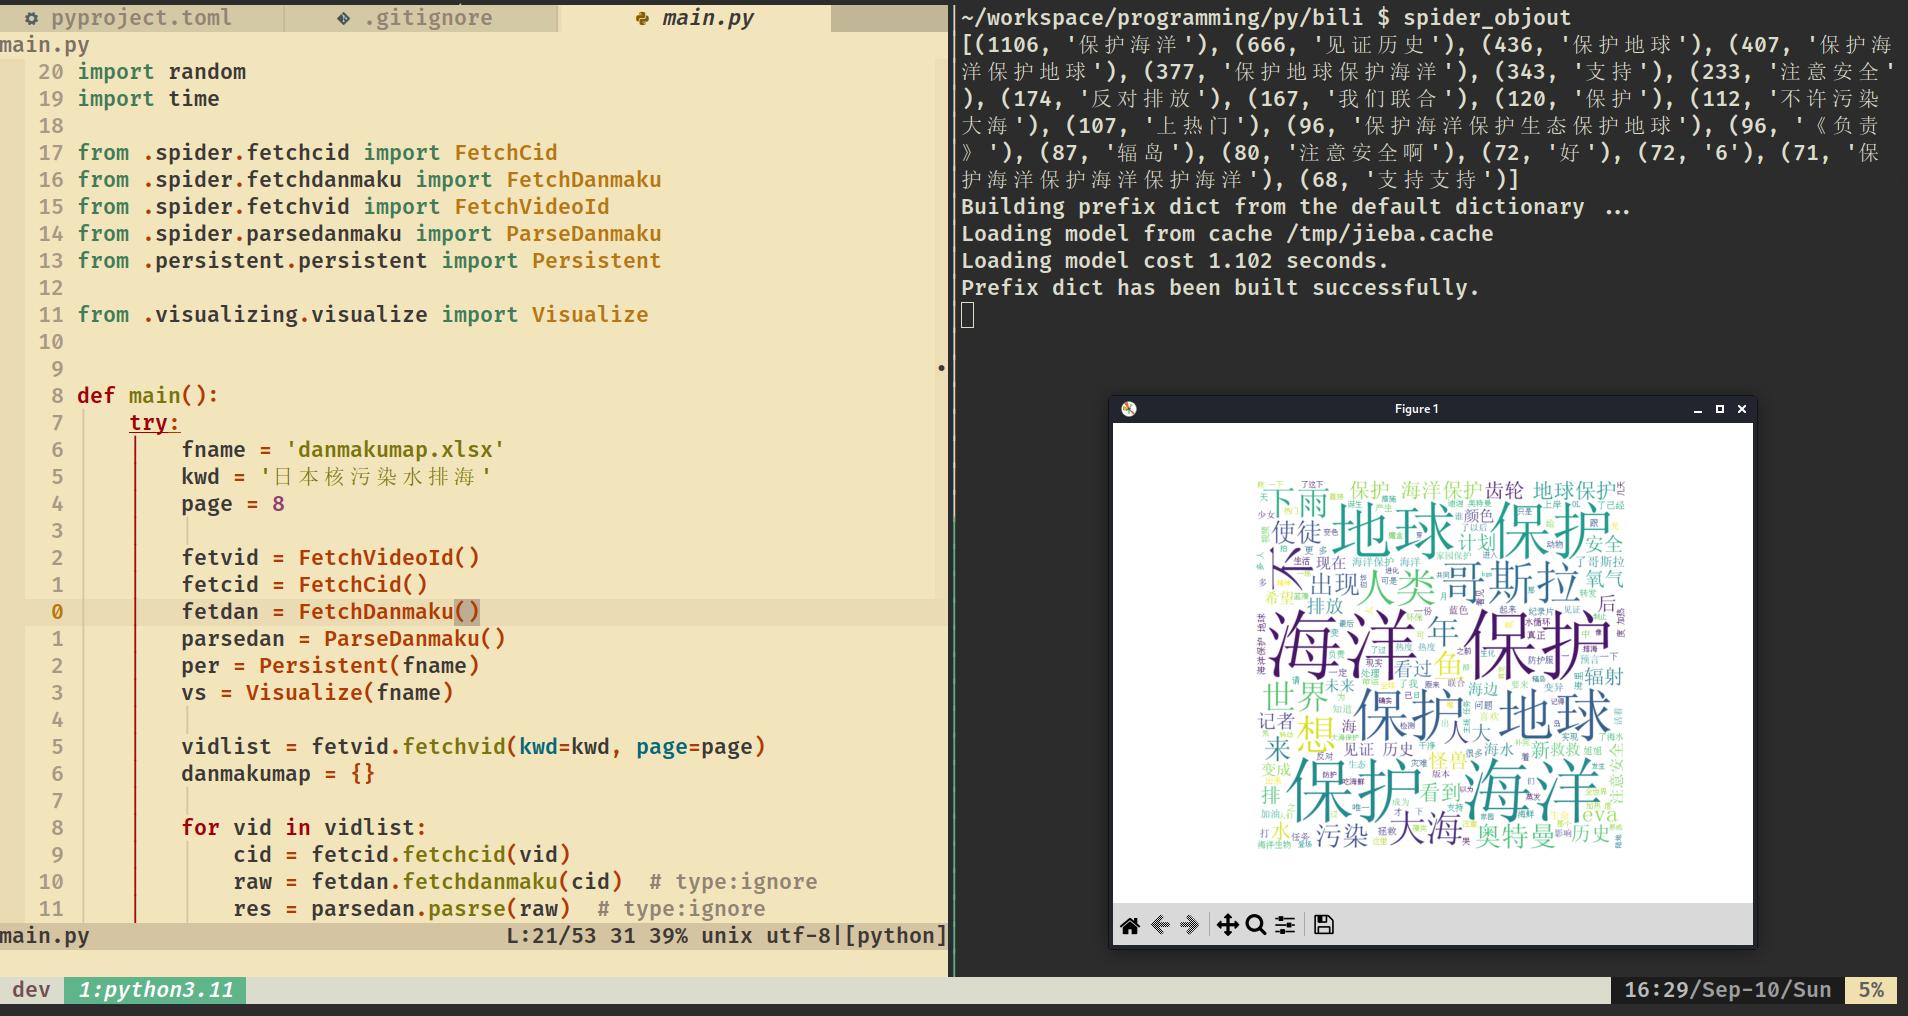 pyproject.toml .gitignore main.py
main.py
20 import random
19 import time
18
17 from .spider.fetchcid import FetchCid
16 from .spider.fetchdanmaku import FetchDanmaku
15 from .spider.fetchvid import FetchVideoId
14 from .spider.parsedanmaku import ParseDanmaku
13 from .persistent.persistent import Persistent
12
11 from .visualizing.visualize import Visualize
10
9
8 def main():
7 try:
6 fname = 'danmakumap.xlsx'
5 kwd = '日本核污染水排海'
4 page = 8
3
2 fetvid = FetchVideoId()
1 fetcid = FetchCid()
0 fetdan = FetchDanmaku()
1 parsedan = ParseDanmaku()
2 per = Persistent(fname)
3 vs = Visualize(fname)
4
5 vidlist = fetvid.fetchvid(kwd=kwd, page=page)
6 danmakumap = {}
7
8 for vid in vidlist:
9 cid = fetcid.fetchcid(vid)
10 raw = fetdan.fetchdanmaku(cid) # type:ignore
11 res = parsedan.pasrse(raw) # type:ignore
main.py L:21/53 31 39% unix utf-8|[python]
~/workspace/programming/py/bili $ spider_objout
[(1106, '保护海洋'), (666, '见证历史'), (436, '保护地球'), (407, '保护海
洋保护地球'), (377, '保护地球保护海洋'), (343, '支持'), (233, '注意安全'
), (174, '反对排放'), (167, '我们联合'), (120, '保护'), (112, '不许污染
大海'), (107, '上热门'), (96, '保护海洋保护生态保护地球'), (96, '《负责
》'), (87, '辐岛'), (80, '注意安全啊'), (72, '好'), (72, '6'), (71, '保
护海洋保护海洋保护海洋'), (68, '支持支持')]
Building prefix dict from the default dictionary ...
Loading model from cache /tmp/jieba.cache
Loading model cost 1.102 seconds.
Prefix dict has been built successfully.
Figure 1
下雨 保护 海洋保护 齿轮 地球保护
使徒 地球 保护 颜色 计划 安全
长 现在 出现 人类 哥斯拉 氧气
希望 排放 后
海洋 年 保护
看过 鱼 辐射
世界 未来 保护 海边 地球
记者 想 海 人 大
来 见证 历史 海水 新 救救
变成 怪兽
排 保护 看到 海洋 注意安全
水 污染 大海 奥特曼 历史 eva
dev 1:python3.11 16:29/Sep-10/Sun 5%